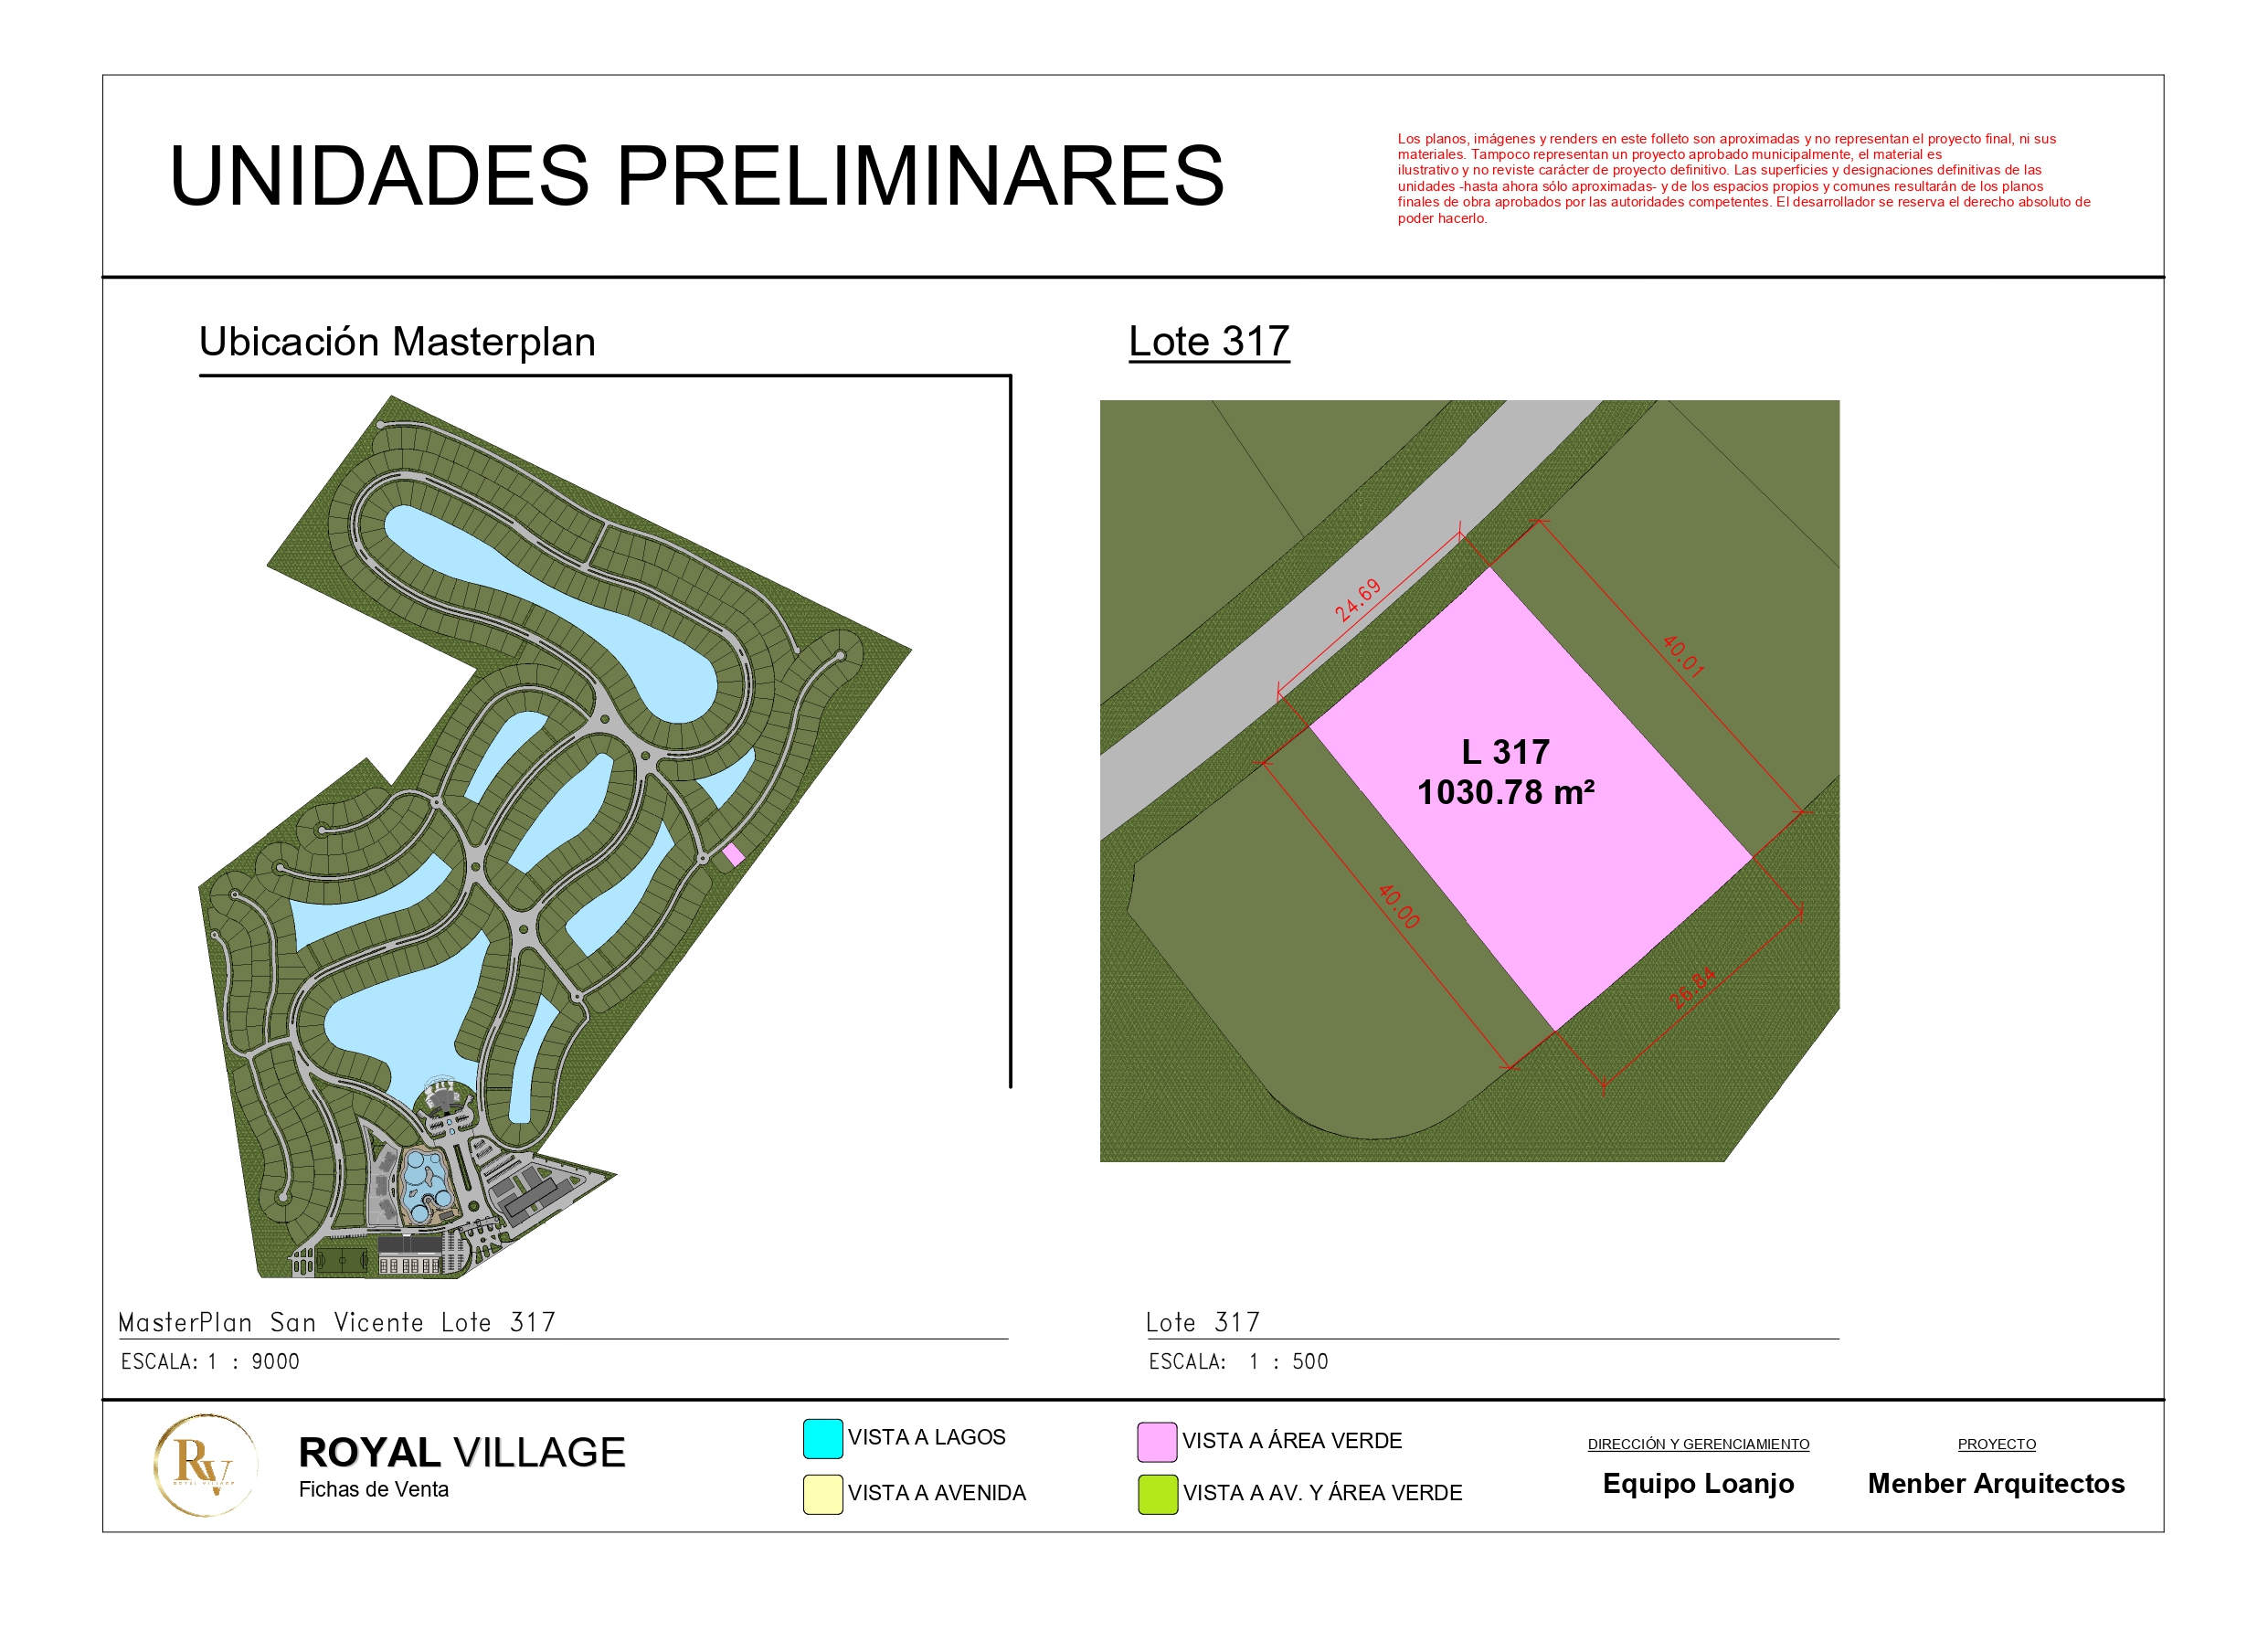 UNIDADES PRELIMINARES
Los planos, imágenes y renders en este folleto son aproximadas y no representan el proyecto final, ni sus
materiales. Tampoco representan un proyecto aprobado municipalmente, el material es
ilustrativo y no reviste carácter de proyecto definitivo. Las superficies y designaciones definitivas de las
unidades -hasta ahora sólo aproximadas- y de los espacios propios y comunes resultarán de los planos
finales de obra aprobados por las autoridades competentes. El desarrollador se reserva el derecho absoluto de
poder hacerlo.
Ubicación Masterplan
Lote 317
24.69
40.01
L 317
1030.78 m²
40.00
26.84
MasterPlan San Vicente Lote 317
ESCALA: 1 : 9000
Lote 317
ESCALA: 1 : 500
RV
ROYAL VILLAGE
ROYAL VILLAGE
Fichas de Venta
VISTA A LAGOS
VISTA A AVENIDA
VISTA A ÁREA VERDE
VISTA A AV. Y ÁREA VERDE
DIRECCIÓN Y GERENCIAMIENTO
Equipo Loanjo
PROYECTO
Menber Arquitectos